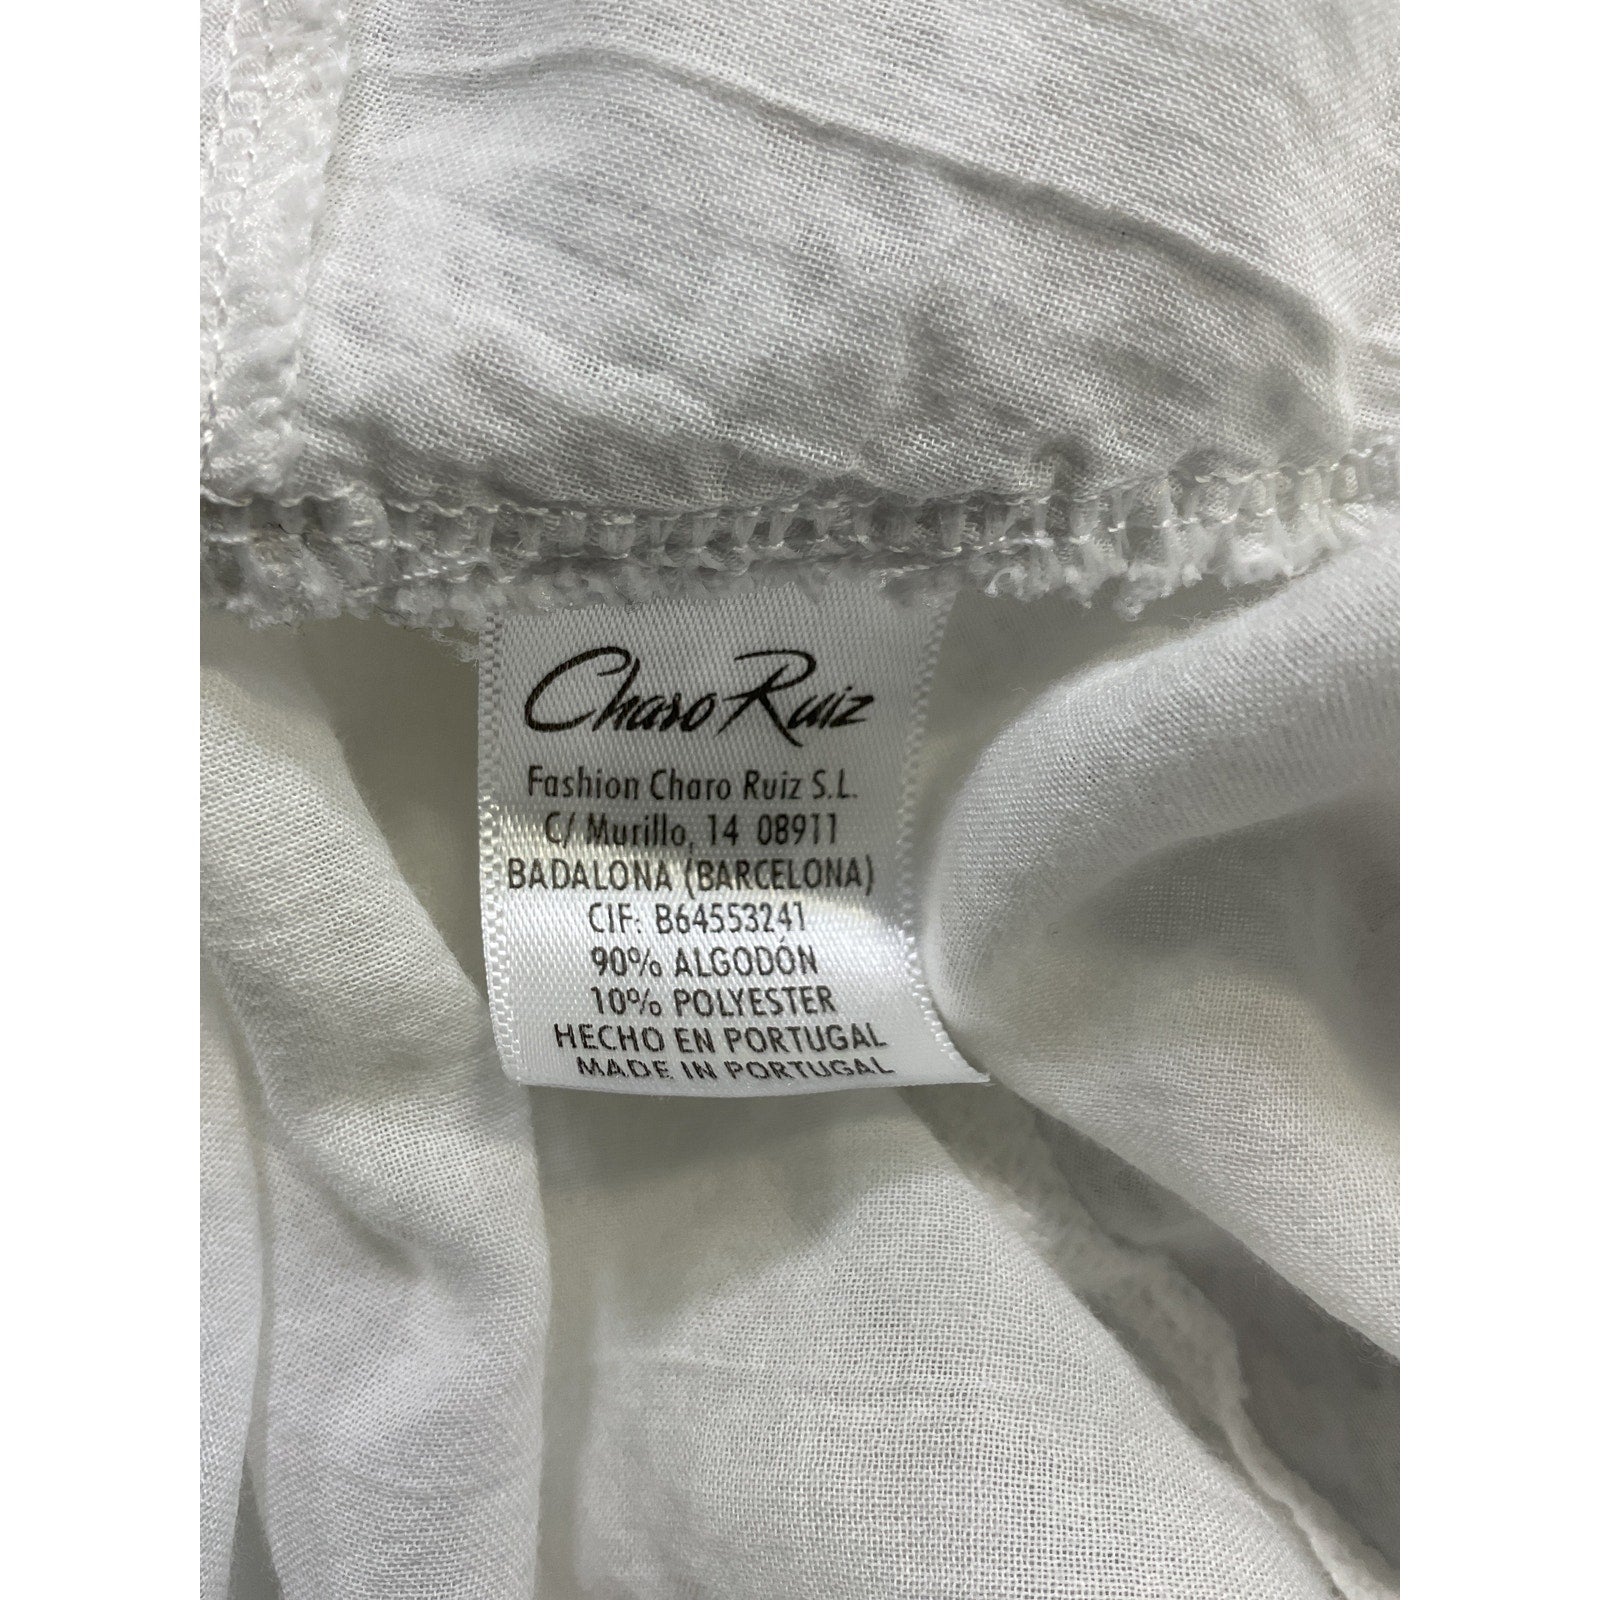 Charo Ruiz
Fashion Charo Ruiz S.L.
C/ Murillo, 14 08911
BADALONA (BARCELONA)
CIF: B64553241
90% ALGODÓN
10% POLYESTER
HECHO EN PORTUGAL
MADE IN PORTUGAL